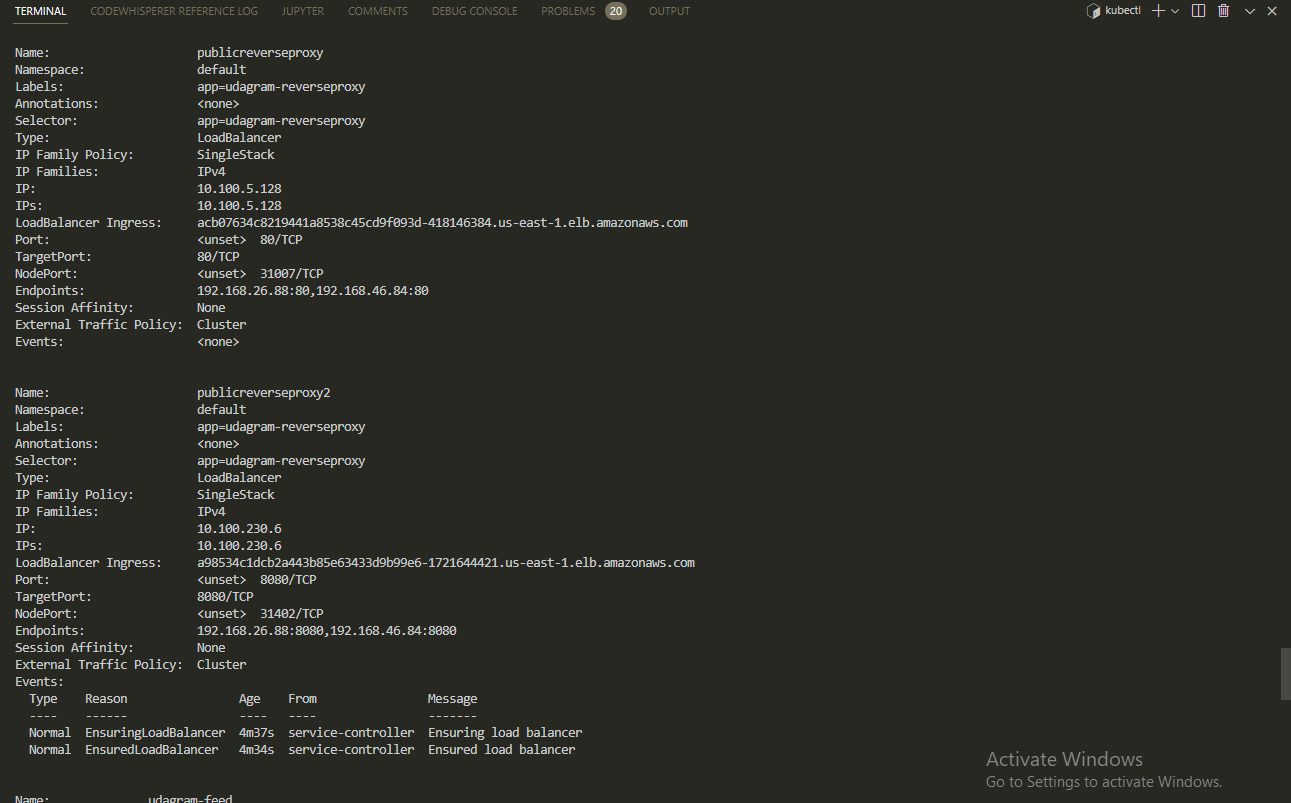 TERMINAL CODEWHISPERER REFERENCE LOG JUPYTER COMMENTS DEBUG CONSOLE PROBLEMS 20 OUTPUT kubectl
Name: publicreverseproxy
Namespace: default
Labels: app=udagram-reverseproxy
Annotations: <none>
Selector: app=udagram-reverseproxy
Type: LoadBalancer
IP Family Policy: SingleStack
IP Families: IPv4
IP: 10.100.5.128
IPs: 10.100.5.128
LoadBalancer Ingress: acb07634c8219441a8538c45cd9f093d-418146384.us-east-1.elb.amazonaws.com
Port: <unset> 80/TCP
TargetPort: 80/TCP
NodePort: <unset> 31007/TCP
Endpoints: 192.168.26.88:80,192.168.46.84:80
Session Affinity: None
External Traffic Policy: Cluster
Events: <none>
Name: publicreverseproxy2
Namespace: default
Labels: app=udagram-reverseproxy
Annotations: <none>
Selector: app=udagram-reverseproxy
Type: LoadBalancer
IP Family Policy: SingleStack
IP Families: IPv4
IP: 10.100.230.6
IPs: 10.100.230.6
LoadBalancer Ingress: a98534c1dcb2a443b85e63433d9b99e6-1721644421.us-east-1.elb.amazonaws.com
Port: <unset> 8080/TCP
TargetPort: 8080/TCP
NodePort: <unset> 31402/TCP
Endpoints: 192.168.26.88:8080,192.168.46.84:8080
Session Affinity: None
External Traffic Policy: Cluster
Events:
Type Reason Age From Message
---- ------ ---- ---- -------
Normal EnsuringLoadBalancer 4m37s service-controller Ensuring load balancer
Normal EnsuredLoadBalancer 4m34s service-controller Ensured load balancer
Activate Windows
Go to Settings to activate Windows.
Name: udagram-feed